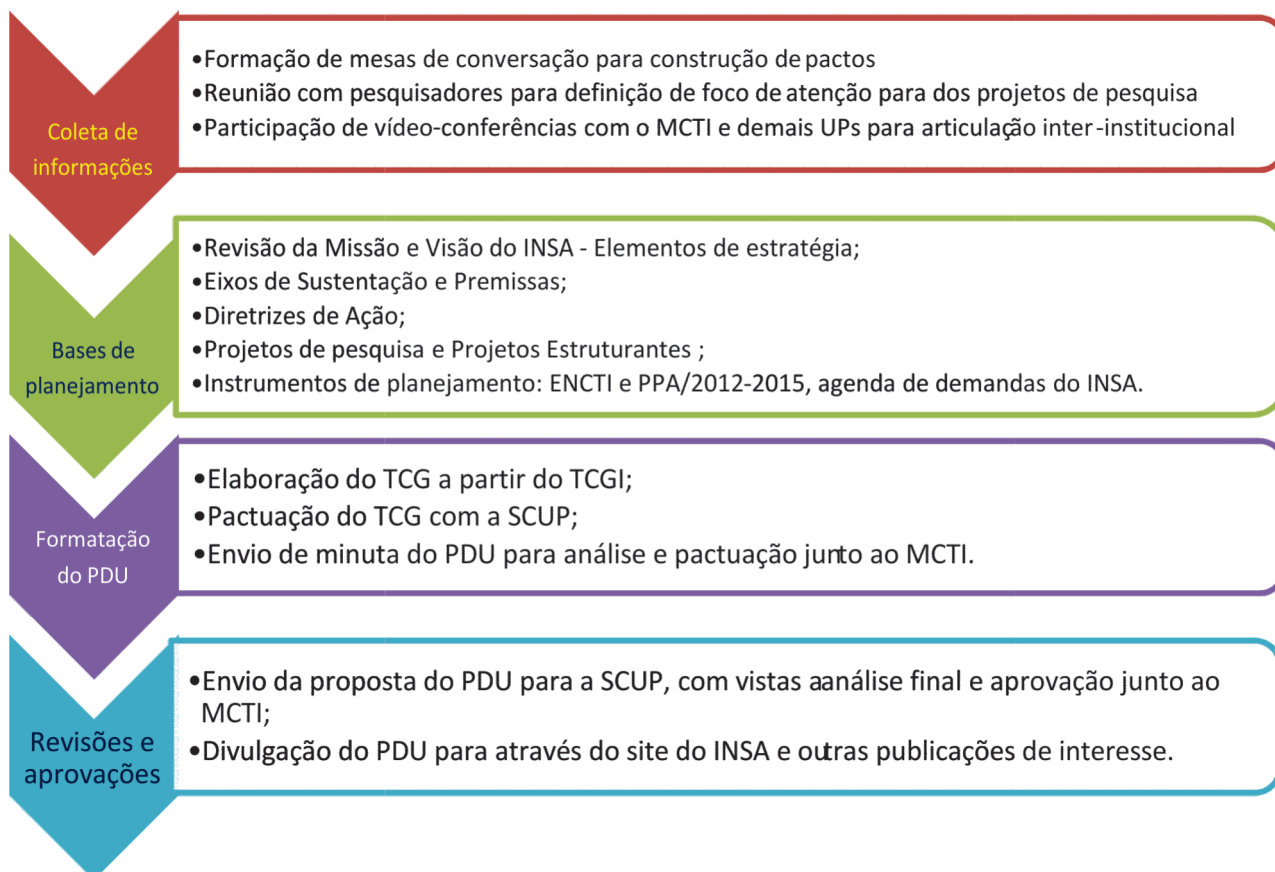 Coleta de
informações
•Formação de mesas de conversação para construção de pactos
•Reunião com pesquisadores para definição de foco de atenção para dos projetos de pesquisa
•Participação de vídeo-conferências com o MCTI e demais UPs para articulação inter-institucional
Bases de
planejamento
•Revisão da Missão e Visão do INSA - Elementos de estratégia;
•Eixos de Sustentação e Premissas;
•Diretrizes de Ação;
•Projetos de pesquisa e Projetos Estruturantes ;
•Instrumentos de planejamento: ENCTI e PPA/2012-2015, agenda de demandas do INSA.
Formatação
do PDU
•Elaboração do TCG a partir do TCGI;
•Pactuação do TCG com a SCUP;
•Envio de minuta do PDU para análise e pactuação junto ao MCTI.
Revisões e
aprovações
•Envio da proposta do PDU para a SCUP, com vistas aanálise final e aprovação junto ao
MCTI;
•Divulgação do PDU para através do site do INSA e outras publicações de interesse.